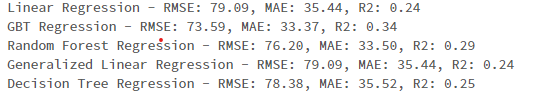 Linear Regression - RMSE: 79.09, MAE: 35.44, R2: 0.24
GBT Regression - RMSE: 73.59, MAE: 33.37, R2: 0.34
Random Forest Regression - RMSE: 76.20, MAE: 33.50, R2: 0.29
Generalized Linear Regression - RMSE: 79.09, MAE: 35.44, R2: 0.24
Decision Tree Regression - RMSE: 78.38, MAE: 35.52, R2: 0.25